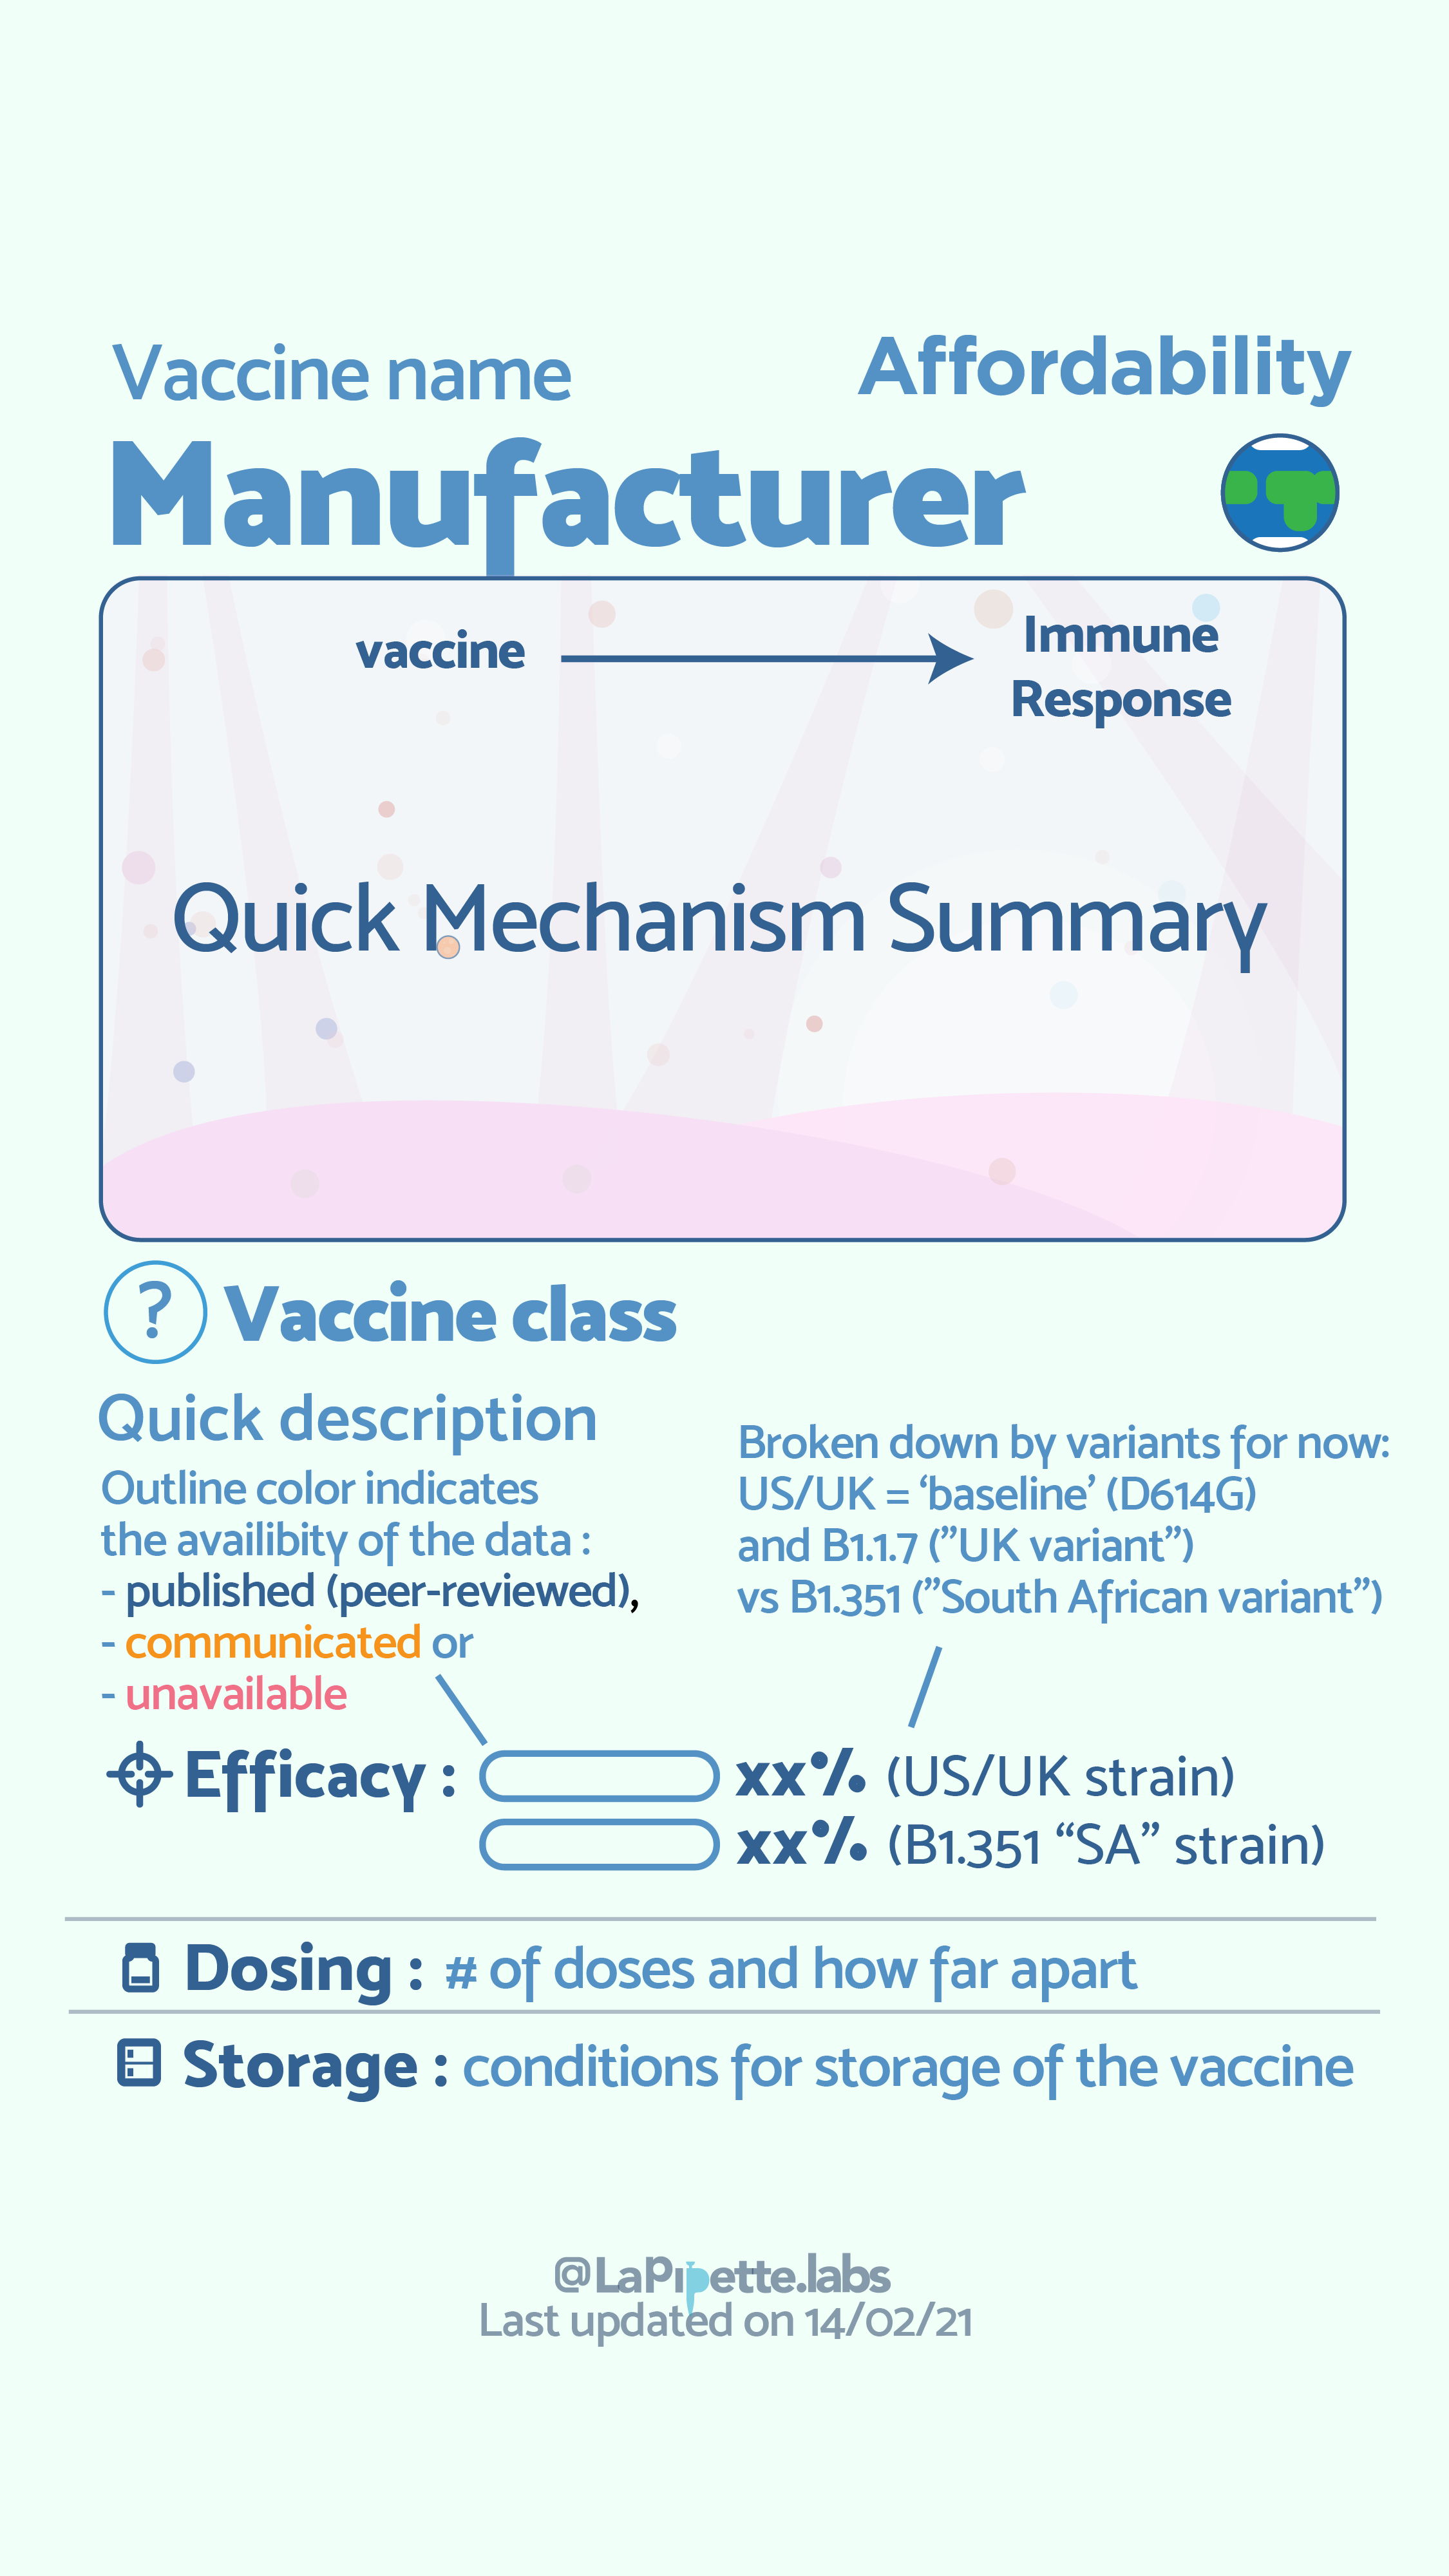 Vaccine name
Affordability
Manufacturer
vaccine
Immune
Response
Quick Mechanism Summary
? Vaccine class
Quick description
Outline color indicates
the availibity of the data :
- published (peer-reviewed),
- communicated or
- unavailable
Broken down by variants for now:
US/UK = ‘baseline’ (D614G)
and B1.1.7 (”UK variant”)
vs B1.351 (”South African variant”)
Efficacy :
xx% (US/UK strain)
xx% (B1.351 “SA” strain)
Dosing : # of doses and how far apart
Storage : conditions for storage of the vaccine
@LaPipette.labs
Last updated on 14/02/21